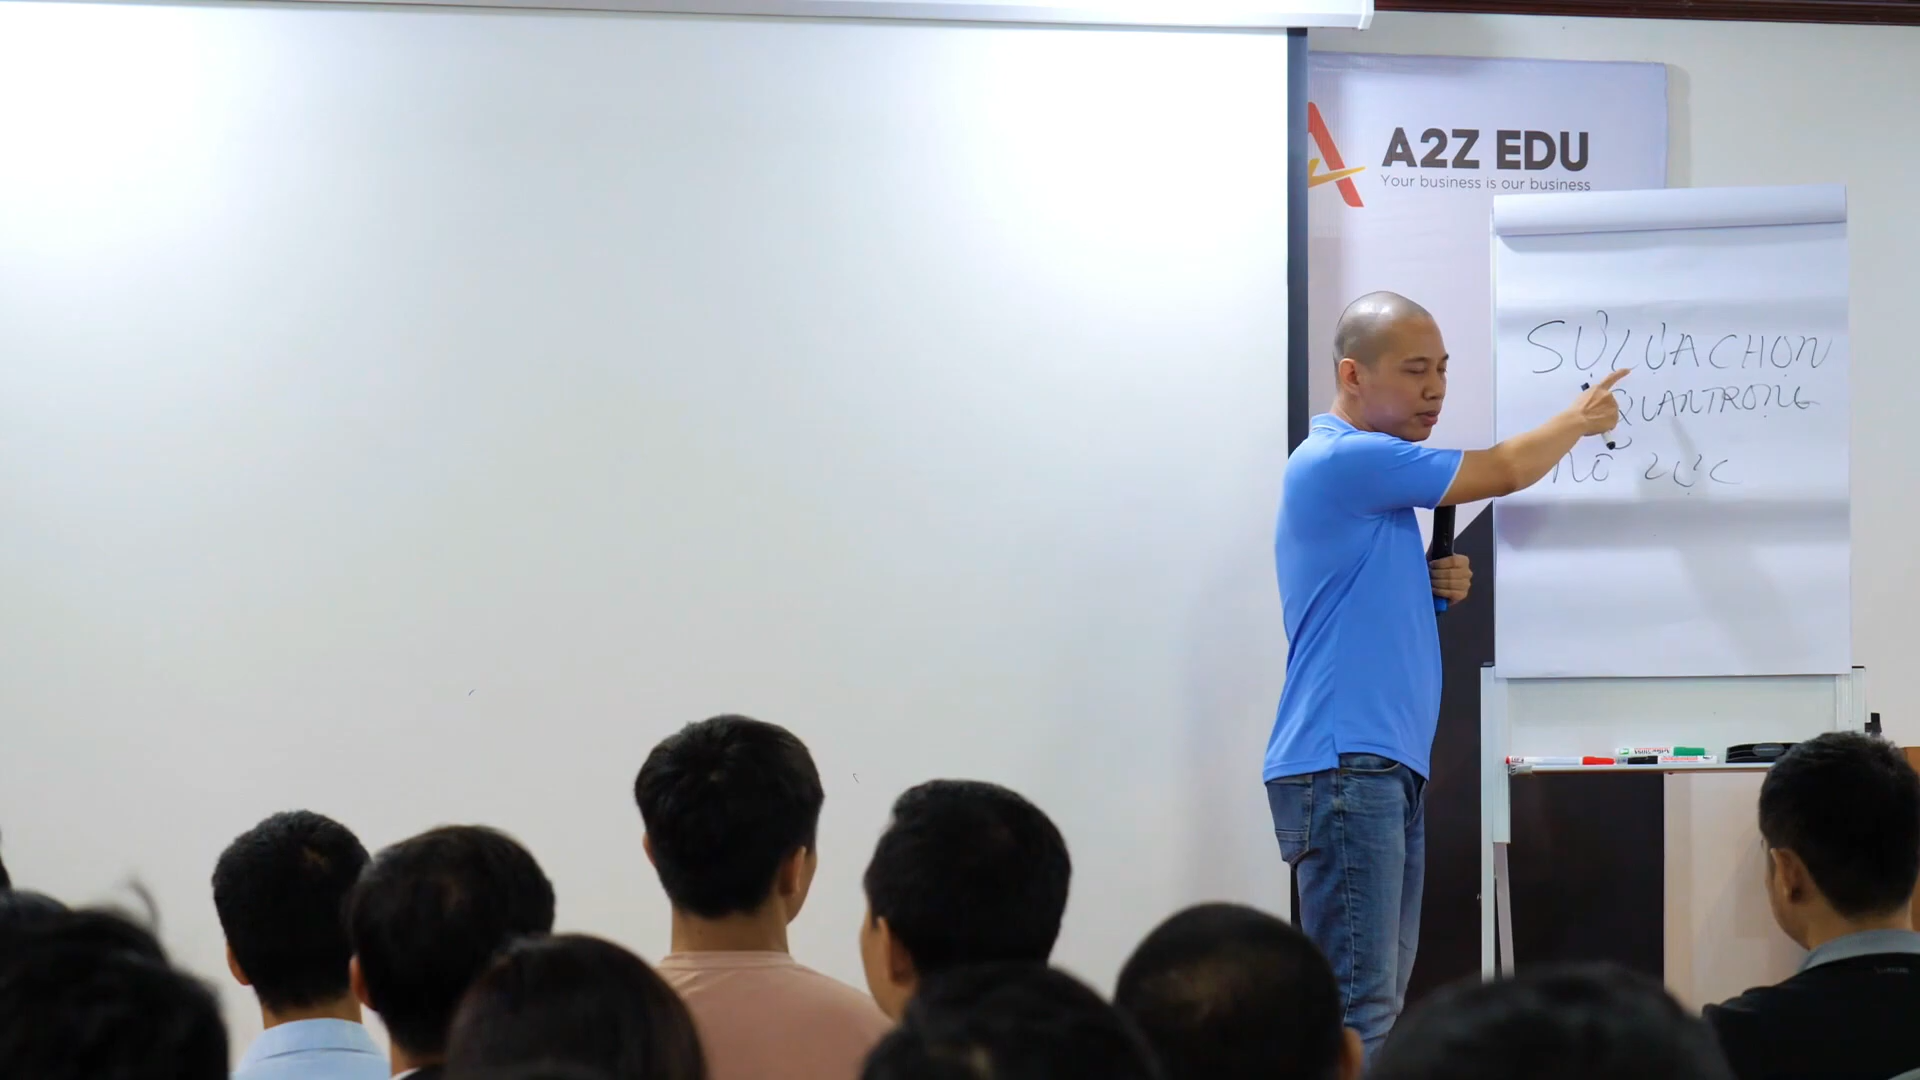 A2Z EDU
Your business is our business
SỰ LỰA CHỌN
QUAN TRỌNG
NỖ LỰC